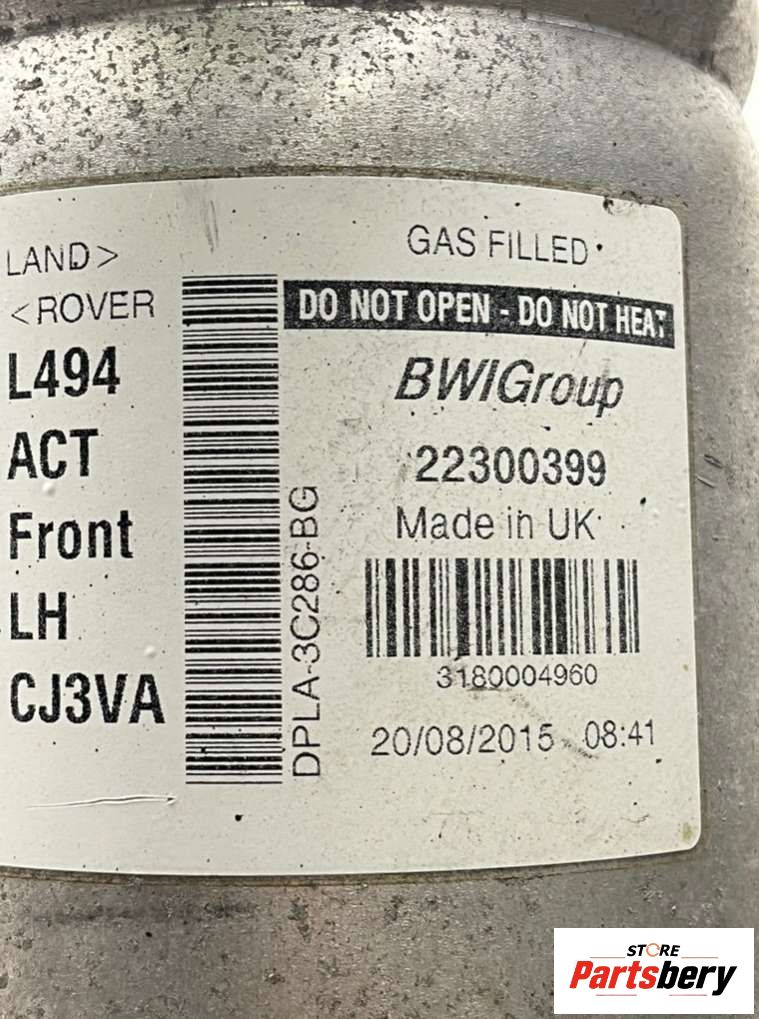 LAND>
<ROVER
L494
ACT
Front
LH
CJ3VA
DPLA-3C286-BG
GAS FILLED
DO NOT OPEN - DO NOT HEAT
BWIGroup
22300399
Made in UK
3180004960
20/08/2015 08:41
STORE
Partsbery